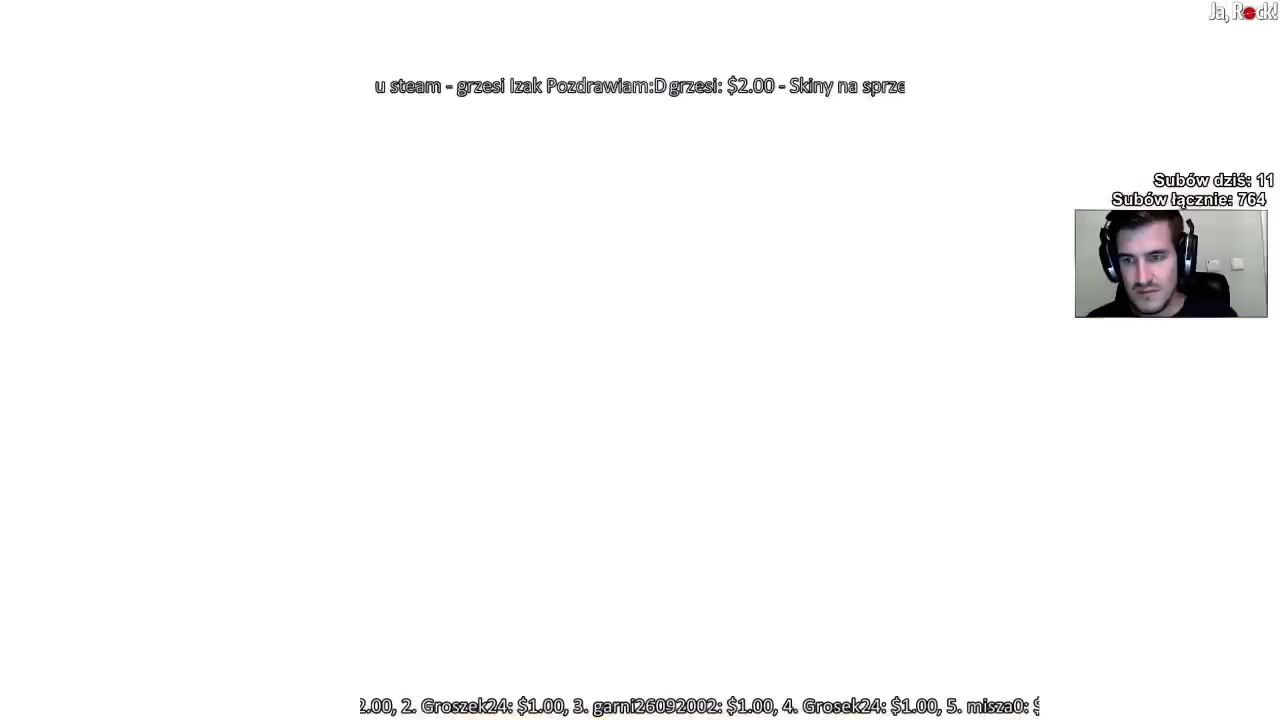 Ja, Rock!
u steam - grzesi Izak Pozdrawiam:D grzesi: $2.00 - Skiny na sprze
Subów dziś: 11
Subów łącznie: 764
2.00, 2. Groszek24: $1.00, 3. garni26092002: $1.00, 4. Grosek24: $1.00, 5. misza0: $